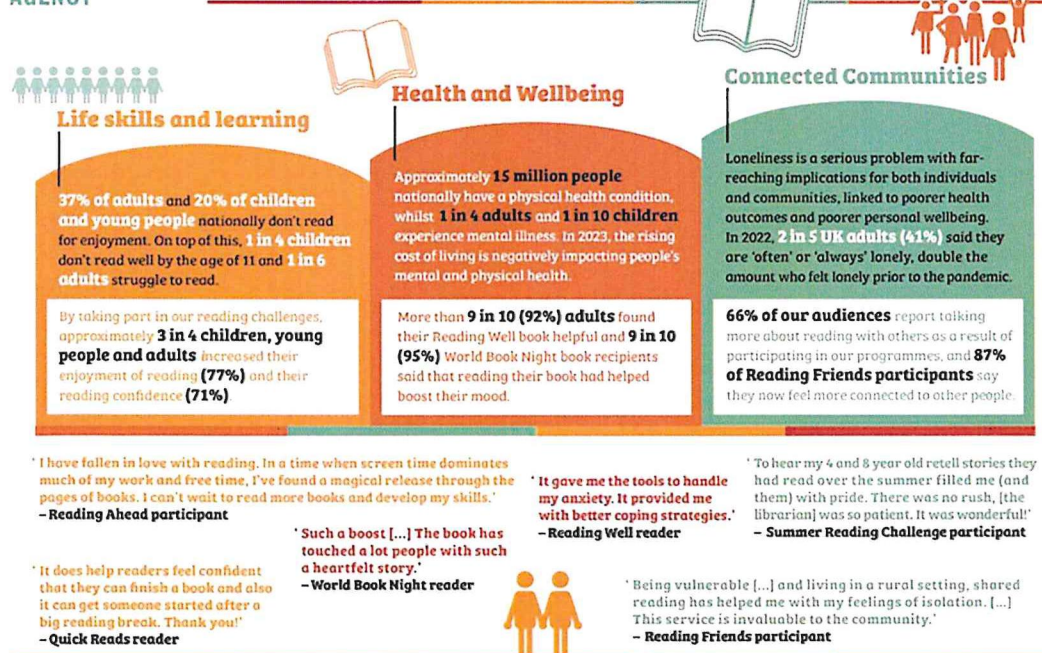 AGENCY
Life skills and learning
37% of adults and 20% of children
and young people nationally don't read
for enjoyment. On top of this, 1 in 4 children
don't read well by the age of 11 and 1 in 6
adults struggle to read.
By taking part in our reading challenges,
approximately 3 in 4 children, young
people and adults increased their
enjoyment of reading (77%) and their
reading confidence (71%)
Health and Wellbeing
Approximately 15 million people
nationally have a physical health condition,
whilst 1 in 4 adults and 1 in 10 children
experience mental illness. In 2023, the rising
cost of living is negatively impacting people's
mental and physical health.
More than 9 in 10 (92%) adults found
their Reading Well book helpful and 9 in 10
(95%) World Book Night book recipients
said that reading their book had helped
boost their mood.
Connected Communities
Loneliness is a serious problem with far-
reaching implications for both individuals
and communities, linked to poorer health
outcomes and poorer personal wellbeing.
In 2022, 2 in 5 UK adults (41%) said they
are 'often' or 'always' lonely, double the
amount who felt lonely prior to the pandemic.
66% of our audiences report talking
more about reading with others as a result of
participating in our programmes, and 87%
of Reading Friends participants say
they now feel more connected to other people.
'I have fallen in love with reading. In a time when screen time dominates
much of my work and free time, I've found a magical release through the
pages of books. I can't wait to read more books and develop my skills.'
– Reading Ahead participant
'It does help readers feel confident
that they can finish a book and also
it can get someone started after a
big reading break. Thank you!'
– Quick Reads reader
'Such a boost [...] The book has
touched a lot people with such
a heartfelt story.'
– World Book Night reader
'It gave me the tools to handle
my anxiety. It provided me
with better coping strategies.'
– Reading Well reader
'To hear my 4 and 8 year old retell stories they
had read over the summer filled me (and
them) with pride. There was no rush, [the
librarian] was so patient. It was wonderful!'
– Summer Reading Challenge participant
'Being vulnerable [...] and living in a rural setting, shared
reading has helped me with my feelings of isolation. [...]
This service is invaluable to the community.'
– Reading Friends participant